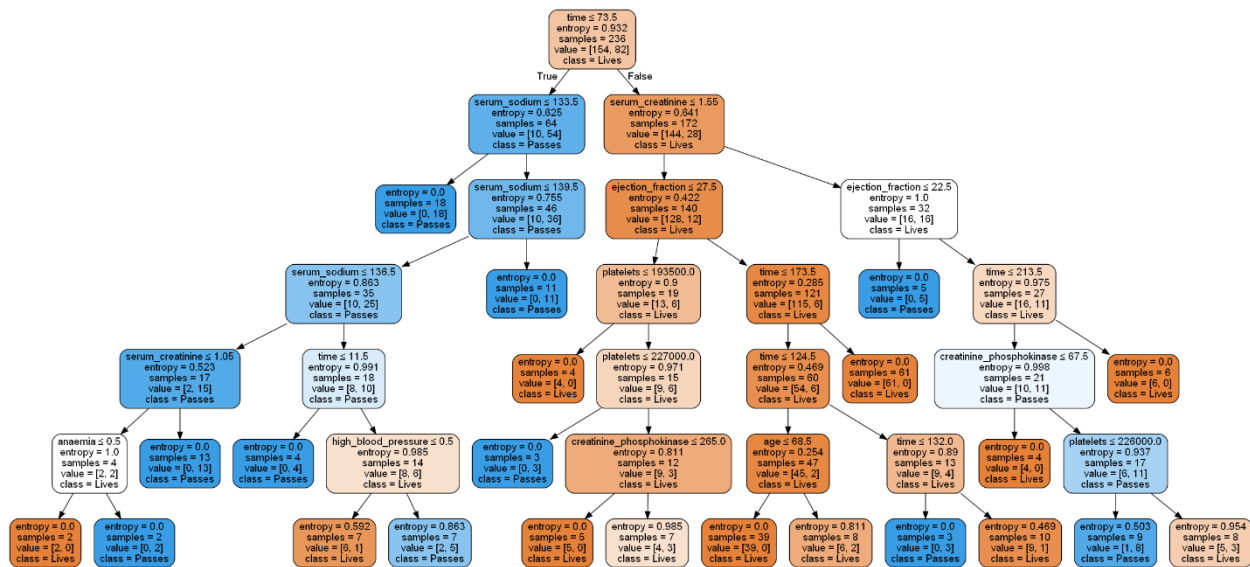 time ≤ 73.5
entropy = 0.932
samples = 236
value = [154, 82]
class = Lives
True
False
serum_sodium ≤ 133.5
entropy = 0.625
samples = 64
value = [10, 54]
class = Passes
serum_creatinine ≤ 1.55
entropy = 0.641
samples = 172
value = [144, 28]
class = Lives
entropy = 0.0
samples = 18
value = [0, 18]
class = Passes
serum_sodium ≤ 139.5
entropy = 0.755
samples = 46
value = [10, 36]
class = Passes
ejection_fraction ≤ 27.5
entropy = 0.422
samples = 140
value = [128, 12]
class = Lives
ejection_fraction ≤ 22.5
entropy = 1.0
samples = 32
value = [16, 16]
class = Lives
serum_sodium ≤ 136.5
entropy = 0.863
samples = 35
value = [10, 25]
class = Passes
entropy = 0.0
samples = 11
value = [0, 11]
class = Passes
platelets ≤ 193500.0
entropy = 0.9
samples = 19
value = [13, 6]
class = Lives
time ≤ 173.5
entropy = 0.285
samples = 121
value = [115, 6]
class = Lives
entropy = 0.0
samples = 5
value = [0, 5]
class = Passes
time ≤ 213.5
entropy = 0.975
samples = 27
value = [16, 11]
class = Lives
serum_creatinine ≤ 1.05
entropy = 0.523
samples = 17
value = [2, 15]
class = Passes
time ≤ 11.5
entropy = 0.991
samples = 18
value = [8, 10]
class = Passes
entropy = 0.0
samples = 4
value = [4, 0]
class = Lives
platelets ≤ 227000.0
entropy = 0.971
samples = 15
value = [9, 6]
class = Lives
time ≤ 124.5
entropy = 0.469
samples = 60
value = [54, 6]
class = Lives
entropy = 0.0
samples = 61
value = [61, 0]
class = Lives
creatinine_phosphokinase ≤ 67.5
entropy = 0.998
samples = 21
value = [10, 11]
class = Passes
entropy = 0.0
samples = 6
value = [6, 0]
class = Lives
anaemia ≤ 0.5
entropy = 1.0
samples = 4
value = [2, 2]
class = Lives
entropy = 0.0
samples = 13
value = [0, 13]
class = Passes
entropy = 0.0
samples = 4
value = [0, 4]
class = Passes
high_blood_pressure ≤ 0.5
entropy = 0.985
samples = 14
value = [8, 6]
class = Lives
entropy = 0.0
samples = 3
value = [0, 3]
class = Passes
creatinine_phosphokinase ≤ 265.0
entropy = 0.811
samples = 12
value = [9, 3]
class = Lives
age ≤ 68.5
entropy = 0.254
samples = 47
value = [45, 2]
class = Lives
time ≤ 132.0
entropy = 0.89
samples = 13
value = [9, 4]
class = Lives
entropy = 0.0
samples = 4
value = [4, 0]
class = Lives
platelets ≤ 226000.0
entropy = 0.937
samples = 17
value = [6, 11]
class = Passes
entropy = 0.0
samples = 2
value = [2, 0]
class = Lives
entropy = 0.0
samples = 2
value = [0, 2]
class = Passes
entropy = 0.592
samples = 7
value = [6, 1]
class = Lives
entropy = 0.863
samples = 7
value = [2, 5]
class = Passes
entropy = 0.0
samples = 5
value = [5, 0]
class = Lives
entropy = 0.985
samples = 7
value = [4, 3]
class = Lives
entropy = 0.0
samples = 39
value = [39, 0]
class = Lives
entropy = 0.811
samples = 8
value = [6, 2]
class = Lives
entropy = 0.0
samples = 3
value = [0, 3]
class = Passes
entropy = 0.469
samples = 10
value = [9, 1]
class = Lives
entropy = 0.503
samples = 9
value = [1, 8]
class = Passes
entropy = 0.954
samples = 8
value = [5, 3]
class = Lives